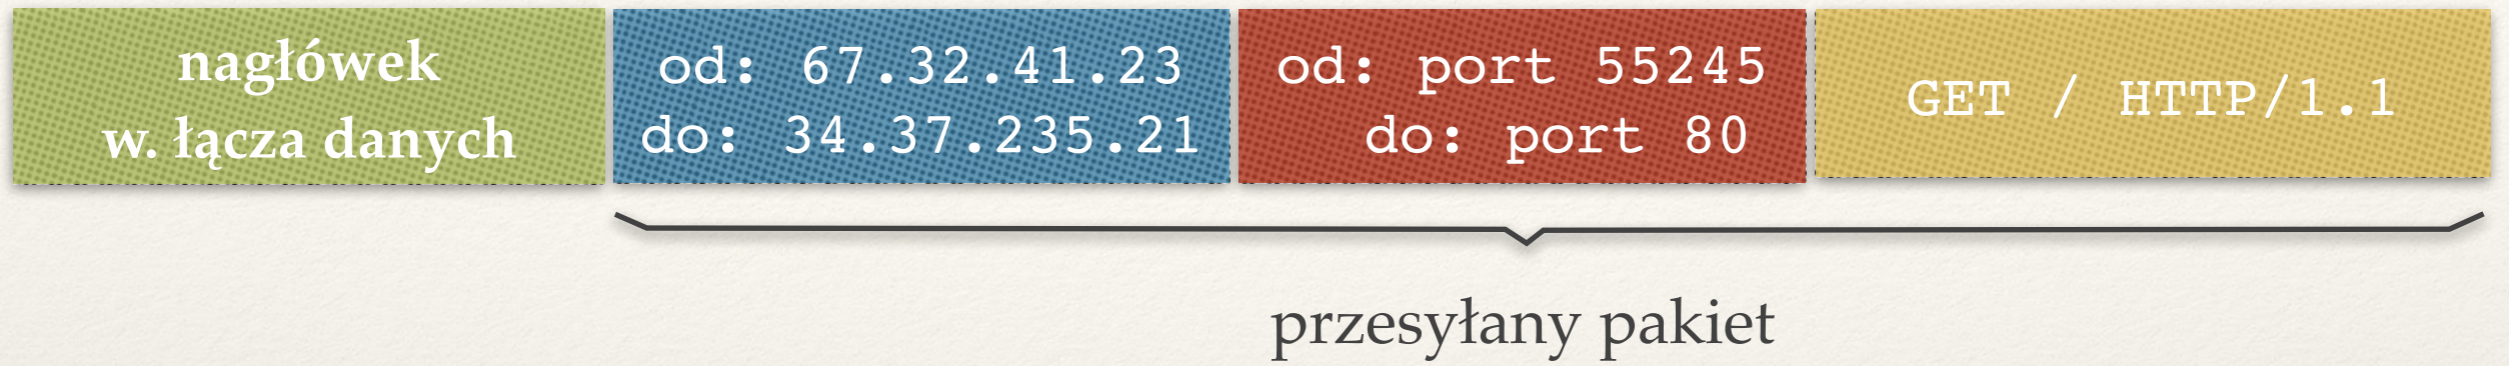 nagłówek
w. łącza danych
od: 67.32.41.23
do: 34.37.235.21
od: port 55245
do: port 80
GET / HTTP/1.1
przesyłany pakiet